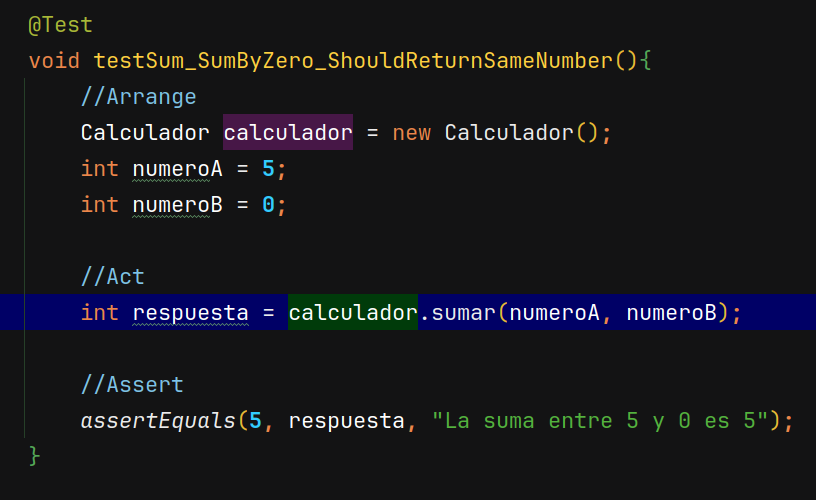 @Test
void testSum_SumByZero_ShouldReturnSameNumber(){
//Arrange
Calculador calculador = new Calculador();
int numeroA = 5;
int numeroB = 0;
//Act
int respuesta = calculador.sumar(numeroA, numeroB);
//Assert
assertEquals(5, respuesta, "La suma entre 5 y 0 es 5");
}